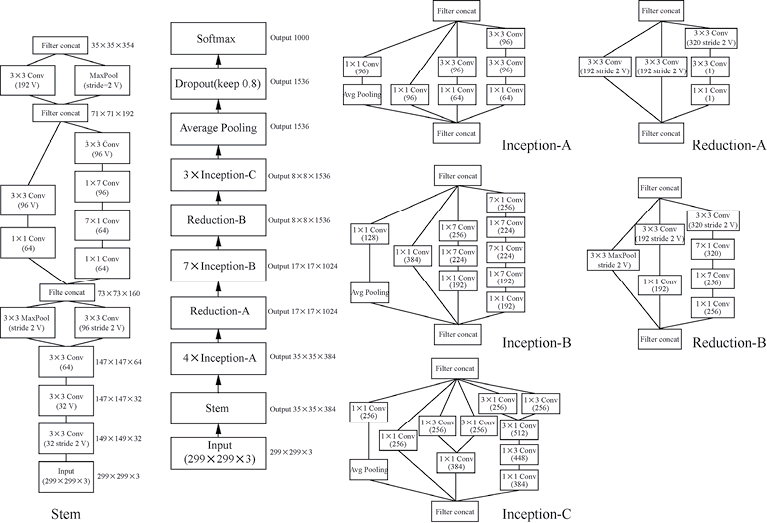 Filter concat 35×35×354
3×3 Conv
(192 V)
MaxPool
(stride=2 V)
Filter concat 71×71×192
3×3 Conv
(96 V)
1×7 Conv
(96)
3×3 Conv
(96 V)
7×1 Conv
(64)
1×1 Conv
(64)
1×1 Conv
(64)
Filte concat 73×73×160
3×3 MaxPool
(stride 2 V)
3×3 Conv
(96 stride 2 V)
3×3 Conv
(64)
147×147×64
3×3 Conv
(32 V)
147×147×32
3×3 Conv
(32 stride 2 V)
149×149×32
Input
(299×299×3)
299×299×3
Stem
Softmax Output 1000
Dropout(keep 0.8) Output 1536
Average Pooling Output 1536
3×Inception-C Output 8×8×1536
Reduction-B Output 8×8×1536
7×Inception-B Output 17×17×1024
Reduction-A Output 17×17×1024
4×Inception-A Output 35×35×384
Stem Output 35×35×384
Input
(299×299×3)
299×299×3
Filter concat
3×3 Conv
(96)
1×1 Conv
3×3 Conv
(96)
3×3 Conv
(96)
Avg Pooling
1×1 Conv
(96)
1×1 Conv
(64)
1×1 Conv
(64)
Filter concat
Inception-A
Filter concat
3×3 Conv
(320 stride 2 V)
3×3 Conv
(192 stride 2 V)
3×3 Conv
(192 stride 2 V)
3×3 Conv
(1)
1×1 Conv
(1)
Filter concat
Reduction-A
Filter concat
7×1 Conv
(256)
1×1 Conv
(128)
1×7 Conv
(256)
1×7 Conv
(224)
1×1 Conv
(384)
1×7 Conv
(224)
7×1 Conv
(224)
1×1 Conv
(192)
1×7 Conv
(192)
Avg Pooling
1×1 Conv
(192)
Filter concat
Inception-B
Filter concat
3×3 Conv
(320 stride 2 V)
3×3 Conv
(192 stride 2 V)
3×3 MaxPool
stride 2 V)
7×1 Conv
(320)
1×1 Conv
(192)
1×7 Conv
(256)
1×1 Conv
(256)
Filter concat
Reduction-B
Filter concat
1×1 Conv
(256)
3×1 Conv
(256)
1×3 Conv
(256)
1×1 Conv
(256)
1×3 Conv
(256)
3×1 Conv
(256)
3×1 Conv
(512)
1×3 Conv
(448)
Avg Pooling
1×1 Conv
(384)
1×1 Conv
(384)
Filter concat
Inception-C